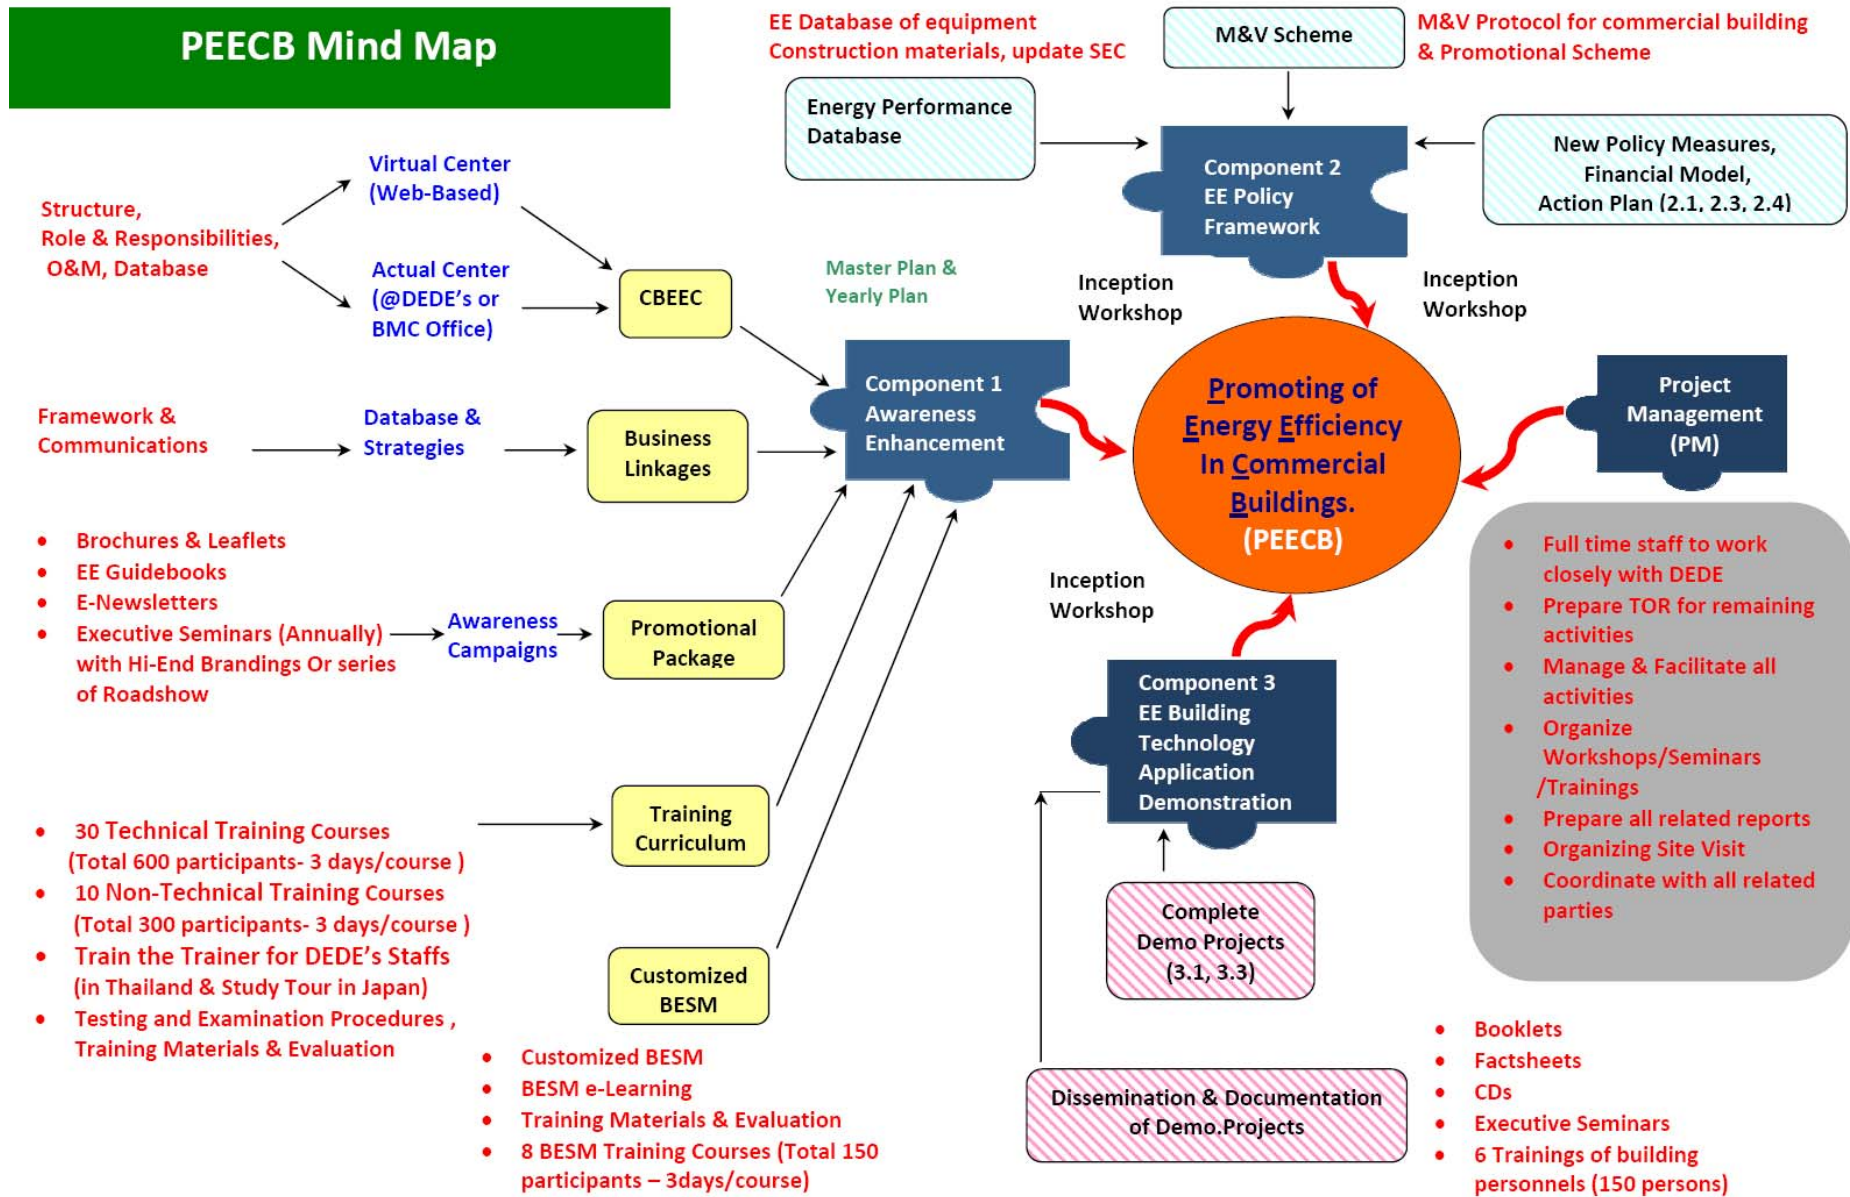 PEECB Mind Map
EE Database of equipment
Construction materials, update SEC
M&V Scheme
M&V Protocol for commercial building
& Promotional Scheme
Energy Performance
Database
Component 2
EE Policy
Framework
New Policy Measures,
Financial Model,
Action Plan (2.1, 2.3, 2.4)
Structure,
Role & Responsibilities,
O&M, Database
Virtual Center
(Web-Based)
Actual Center
(@DEDE's or
BMC Office)
CBEEC
Master Plan &
Yearly Plan
Inception
Workshop
Inception
Workshop
Framework &
Communications
Database &
Strategies
Business
Linkages
Component 1
Awareness
Enhancement
Promoting of
Energy Efficiency
In Commercial
Buildings.
(PEECB)
Project
Management
(PM)
• Brochures & Leaflets
• EE Guidebooks
• E-Newsletters
• Executive Seminars (Annually)
with Hi-End Brandings Or series
of Roadshow
Awareness
Campaigns
Promotional
Package
Inception
Workshop
Component 3
EE Building
Technology
Application
Demonstration
• Full time staff to work
closely with DEDE
• Prepare TOR for remaining
activities
• Manage & Facilitate all
activities
• Organize
Workshops/Seminars
/Trainings
• Prepare all related reports
• Organizing Site Visit
• Coordinate with all related
parties
• 30 Technical Training Courses
(Total 600 participants- 3 days/course )
• 10 Non-Technical Training Courses
(Total 300 participants- 3 days/course )
• Train the Trainer for DEDE's Staffs
(in Thailand & Study Tour in Japan)
• Testing and Examination Procedures ,
Training Materials & Evaluation
Training
Curriculum
Customized
BESM
• Customized BESM
• BESM e-Learning
• Training Materials & Evaluation
• 8 BESM Training Courses (Total 150
participants – 3days/course)
Complete
Demo Projects
(3.1, 3.3)
Dissemination & Documentation
of Demo.Projects
• Booklets
• Factsheets
• CDs
• Executive Seminars
• 6 Trainings of building
personnels (150 persons)